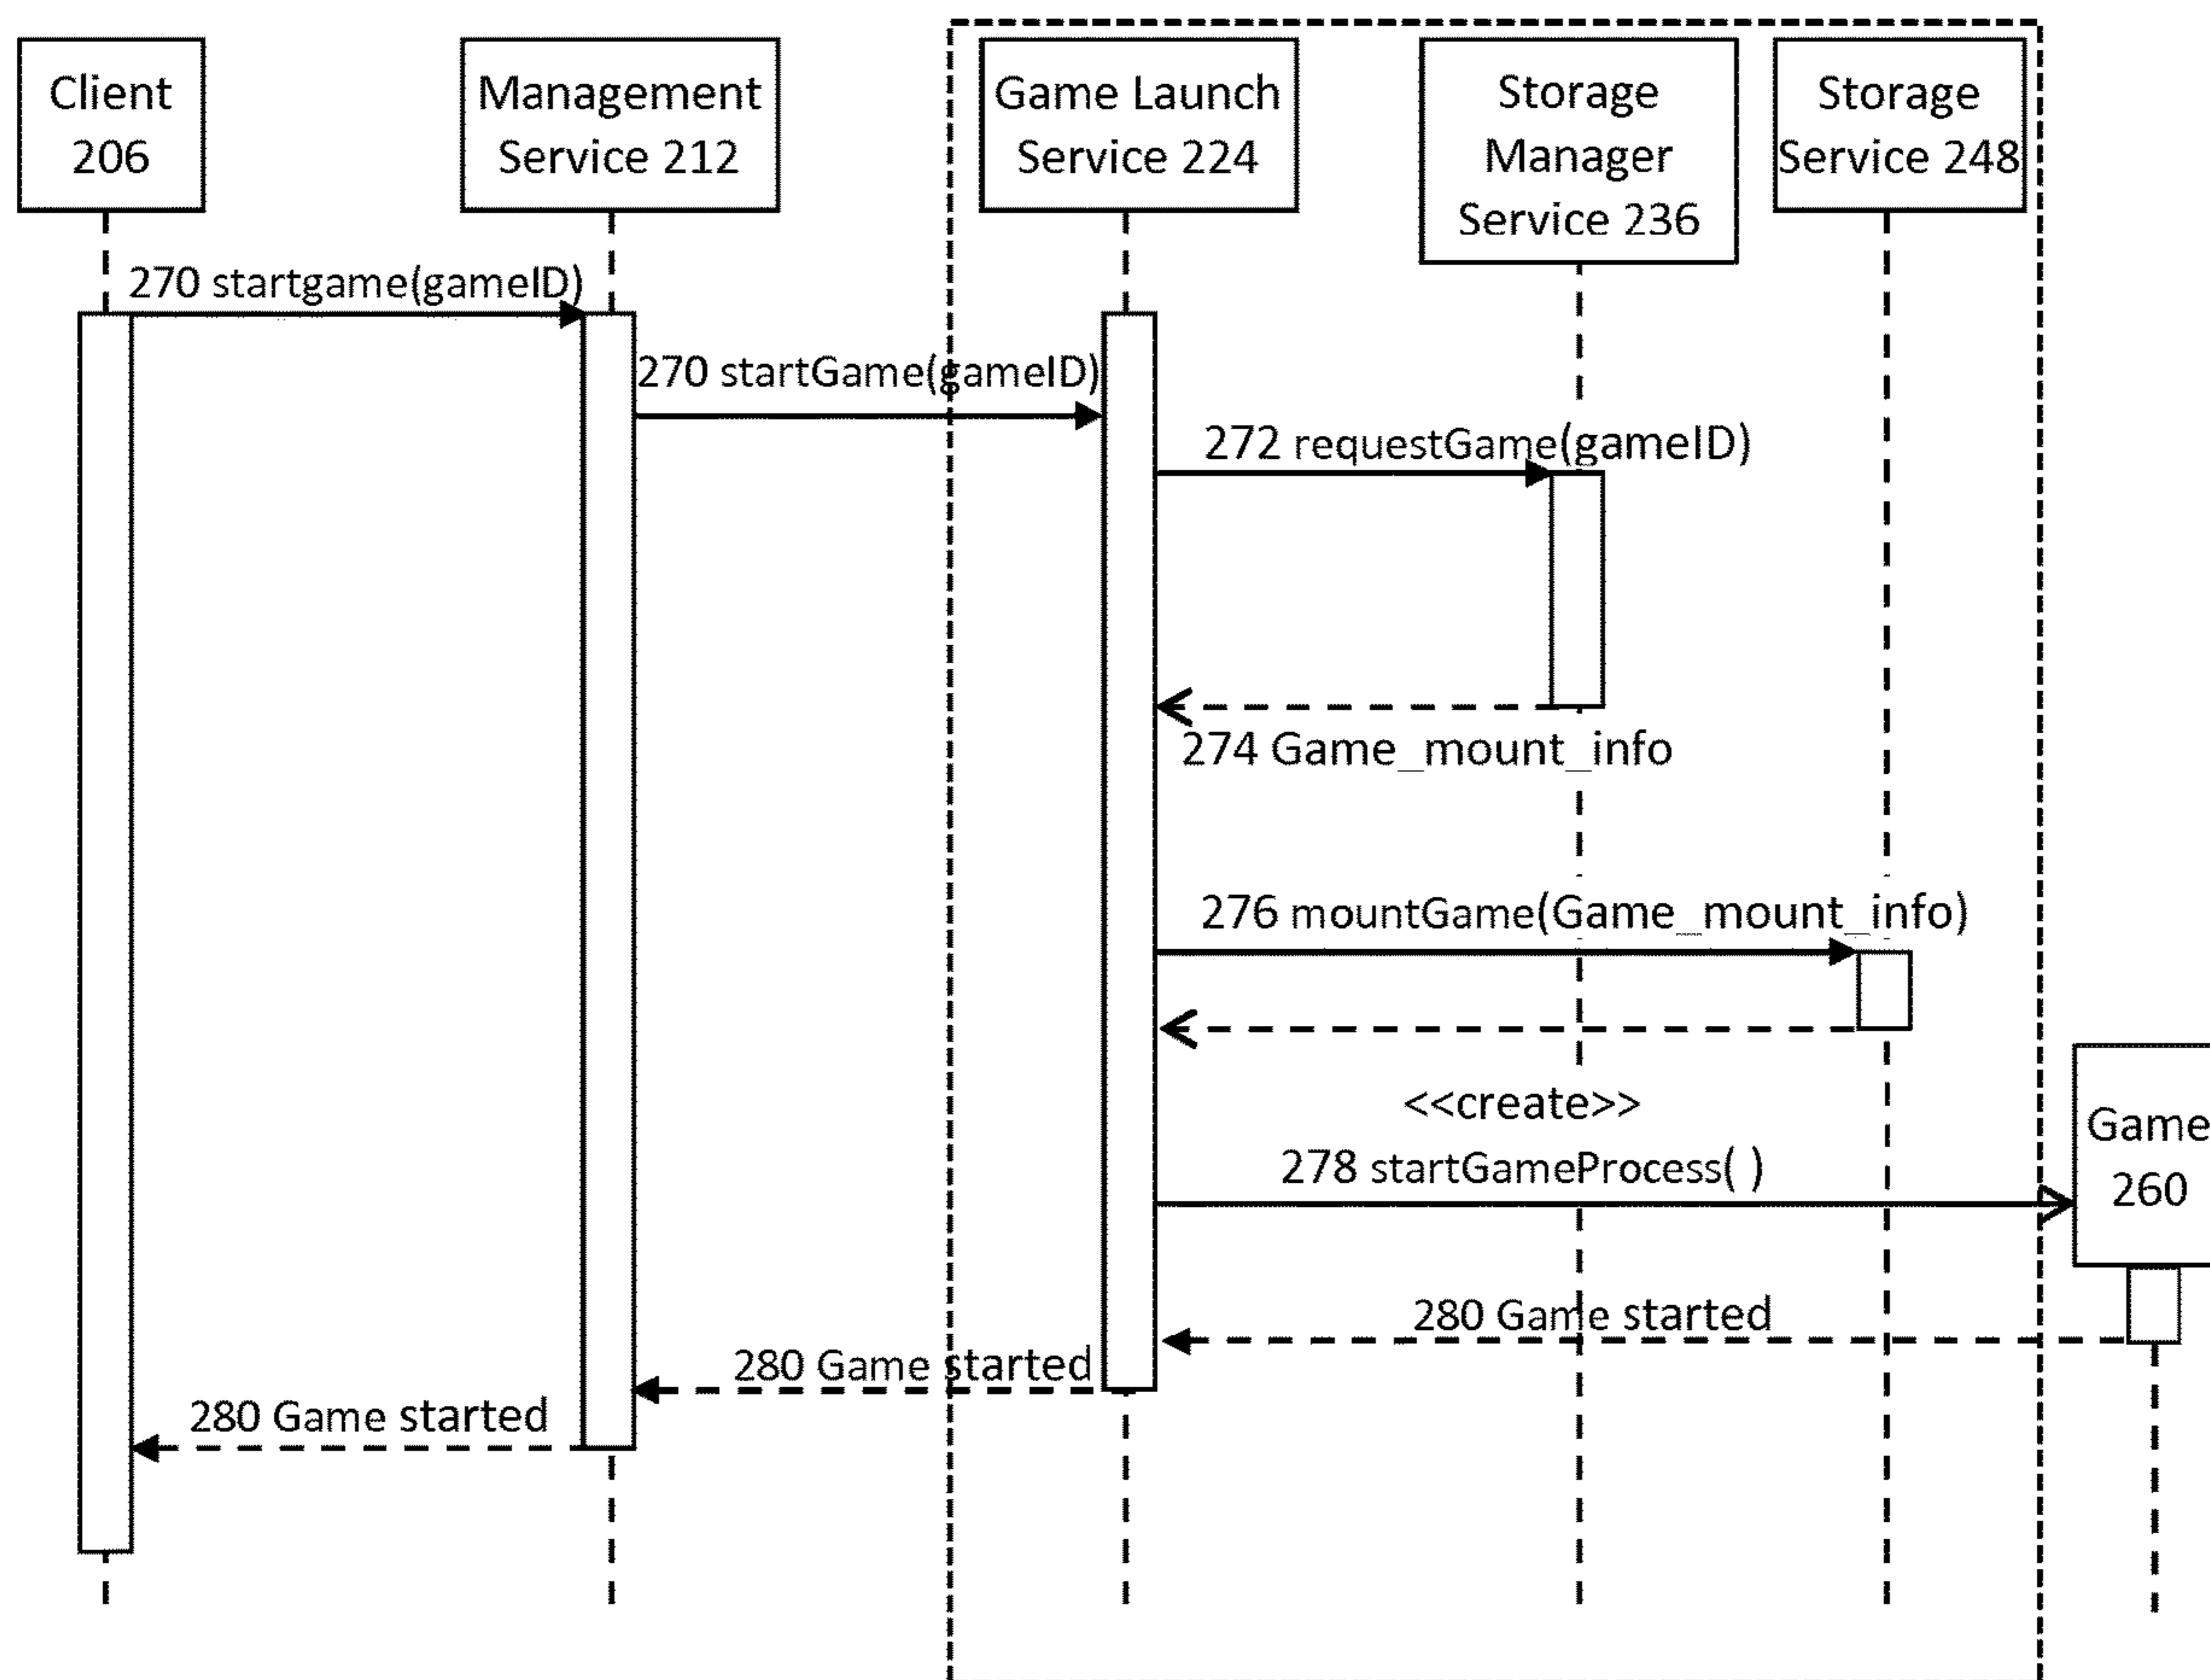 Client
206
Management
Service 212
Game Launch
Service 224
Storage
Manager
Service 236
Storage
Service 248
270 startgame(gameID)
270 startGame(gameID)
272 requestGame(gameID)
274 Game_mount_info
276 mountGame(Game_mount_info)
<<create>>
278 startGameProcess( )
Game
260
280 Game started
280 Game started
280 Game started